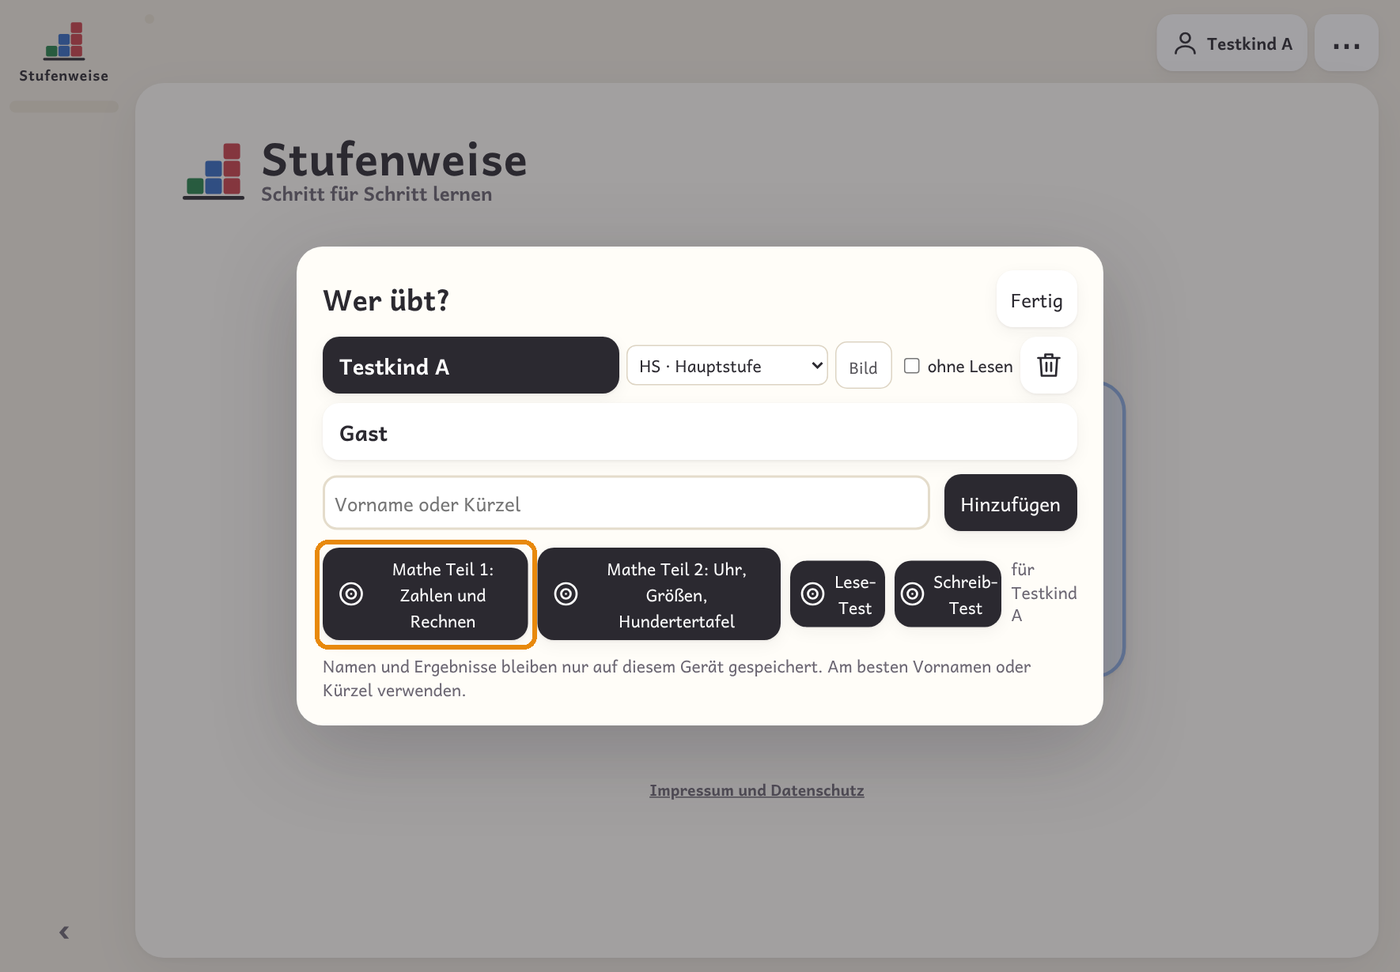 Stufenweise
Testkind A
...
Stufenweise
Schritt für Schritt lernen
Wer übt?
Fertig
Testkind A
HS · Hauptstufe
Bild
ohne Lesen
Gast
Vorname oder Kürzel
Hinzufügen
Mathe Teil 1:
Zahlen und
Rechnen
Mathe Teil 2: Uhr,
Größen,
Hundertertafel
Lese-
Test
Schreib-
Test
für
Testkind
A
Namen und Ergebnisse bleiben nur auf diesem Gerät gespeichert. Am besten Vornamen oder
Kürzel verwenden.
Impressum und Datenschutz